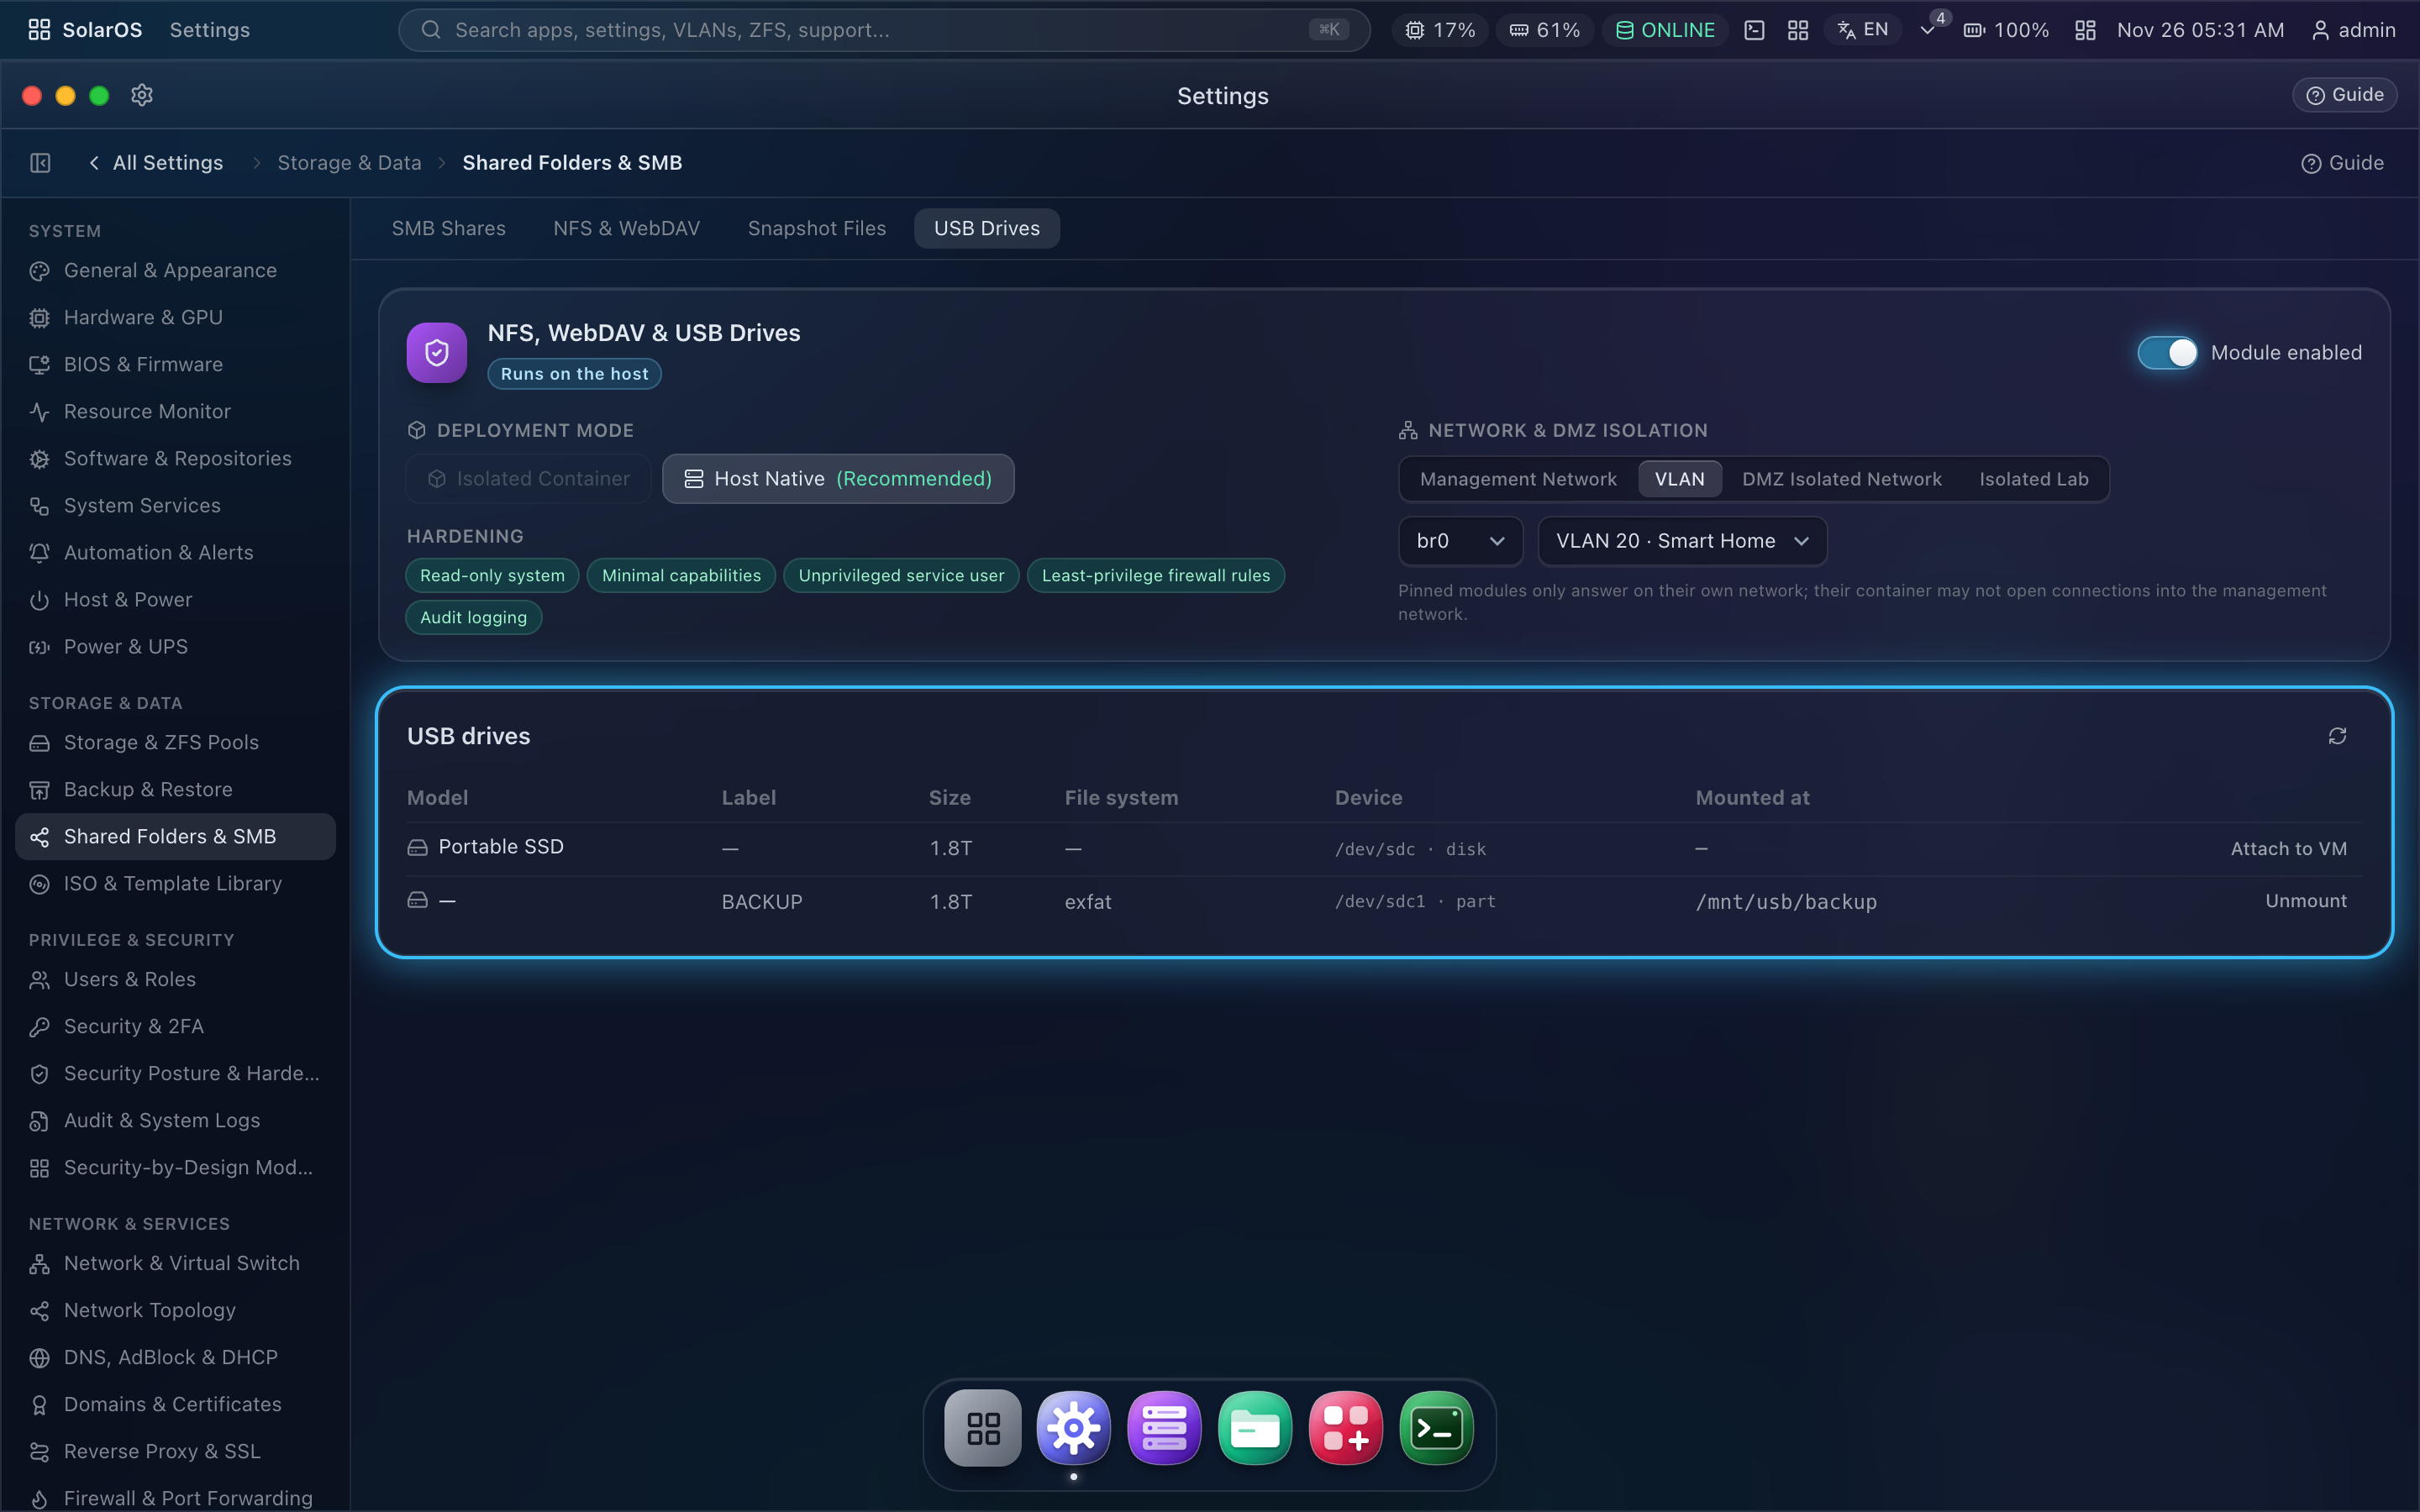 SolarOS Settings Search apps, settings, VLANs, ZFS, support... ⌘K 17% 61% ONLINE EN 4 100% Nov 26 05:31 AM admin
Settings Guide
All Settings Storage & Data Shared Folders & SMB Guide
SYSTEM
General & Appearance
Hardware & GPU
BIOS & Firmware
Resource Monitor
Software & Repositories
System Services
Automation & Alerts
Host & Power
Power & UPS
STORAGE & DATA
Storage & ZFS Pools
Backup & Restore
Shared Folders & SMB
ISO & Template Library
PRIVILEGE & SECURITY
Users & Roles
Security & 2FA
Security Posture & Harde...
Audit & System Logs
Security-by-Design Mod...
NETWORK & SERVICES
Network & Virtual Switch
Network Topology
DNS, AdBlock & DHCP
Domains & Certificates
Reverse Proxy & SSL
Firewall & Port Forwarding
SMB Shares NFS & WebDAV Snapshot Files USB Drives
NFS, WebDAV & USB Drives
Runs on the host
Module enabled
DEPLOYMENT MODE
Isolated Container Host Native (Recommended)
HARDENING
Read-only system Minimal capabilities Unprivileged service user Least-privilege firewall rules
Audit logging
NETWORK & DMZ ISOLATION
Management Network VLAN DMZ Isolated Network Isolated Lab
br0 VLAN 20 · Smart Home
Pinned modules only answer on their own network; their container may not open connections into the management
network.
USB drives
Model Label Size File system Device Mounted at
Portable SSD — 1.8T — /dev/sdc · disk — Attach to VM
— BACKUP 1.8T exfat /dev/sdc1 · part /mnt/usb/backup Unmount